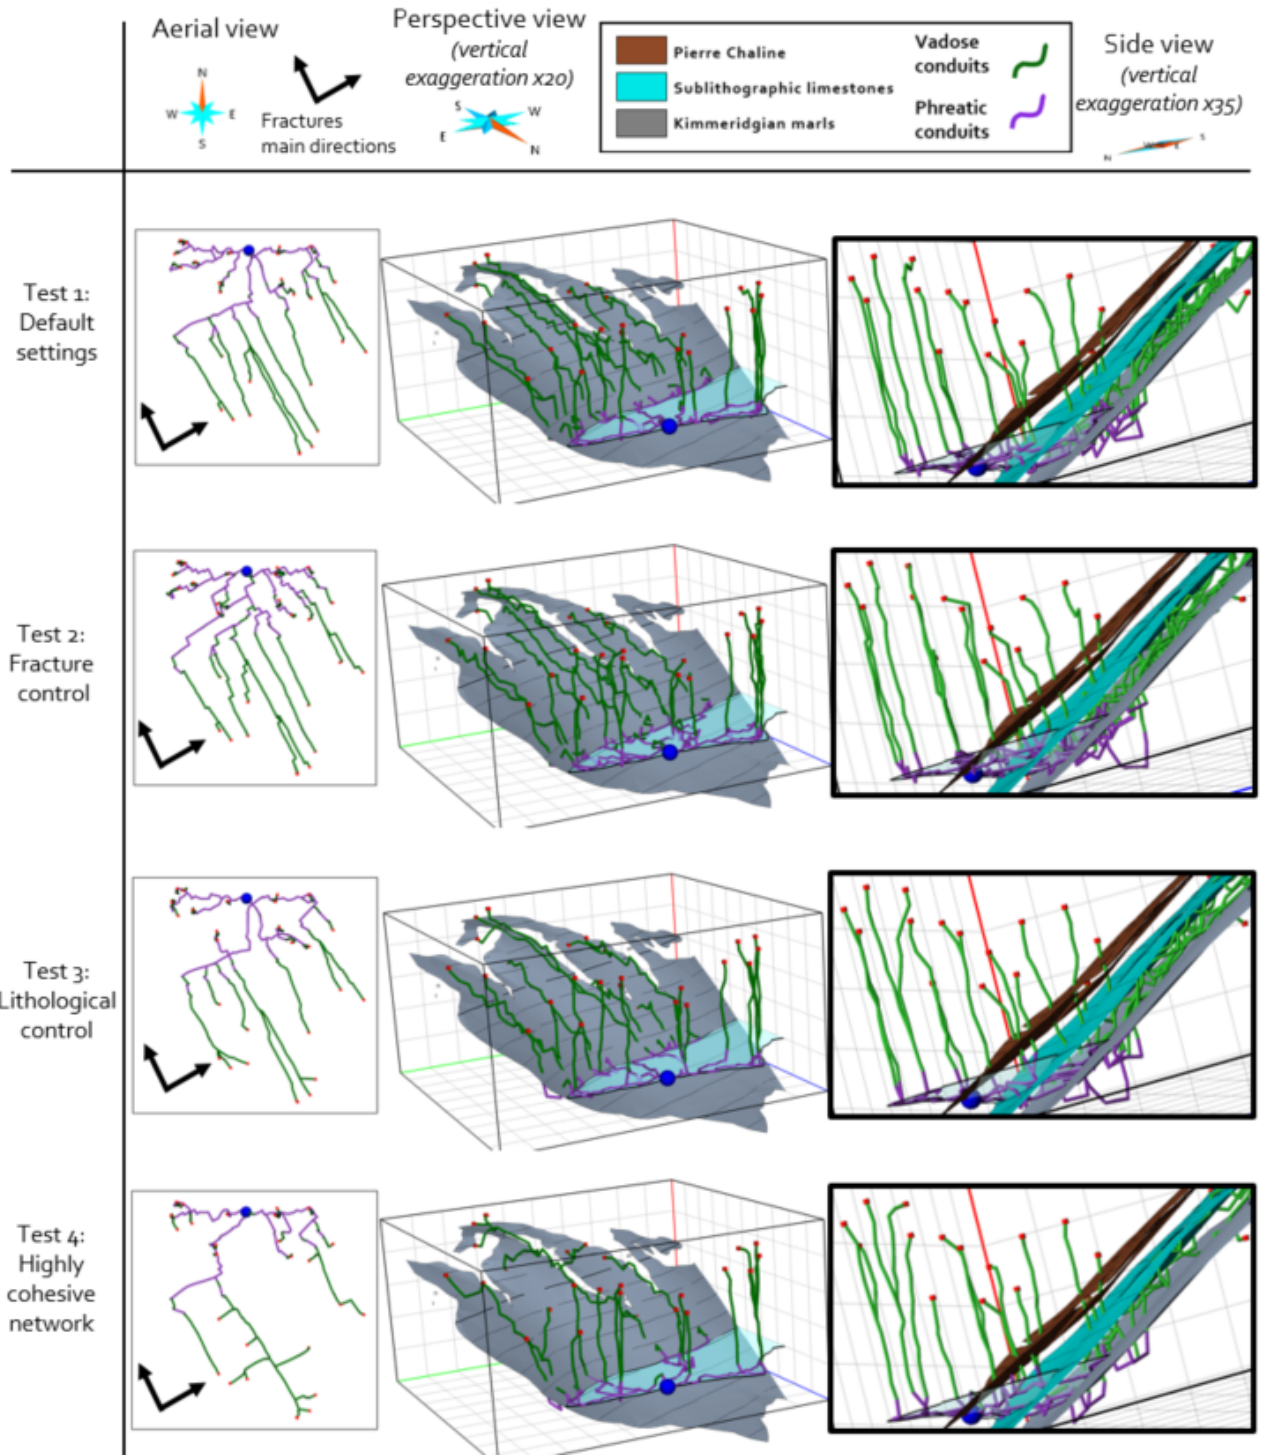 Aerial view
N
W
E
S
Fractures
main directions
Perspective view
(vertical
exaggeration x20)
S
W
E
N
Pierre Chaline
Sublithographic limestones
Kimmeridgian marls
Vadose
conduits
Phreatic
conduits
Side view
(vertical
exaggeration x35)
N
W
E
S
Test 1:
Default
settings
Test 2:
Fracture
control
Test 3:
Lithological
control
Test 4:
Highly
cohesive
network